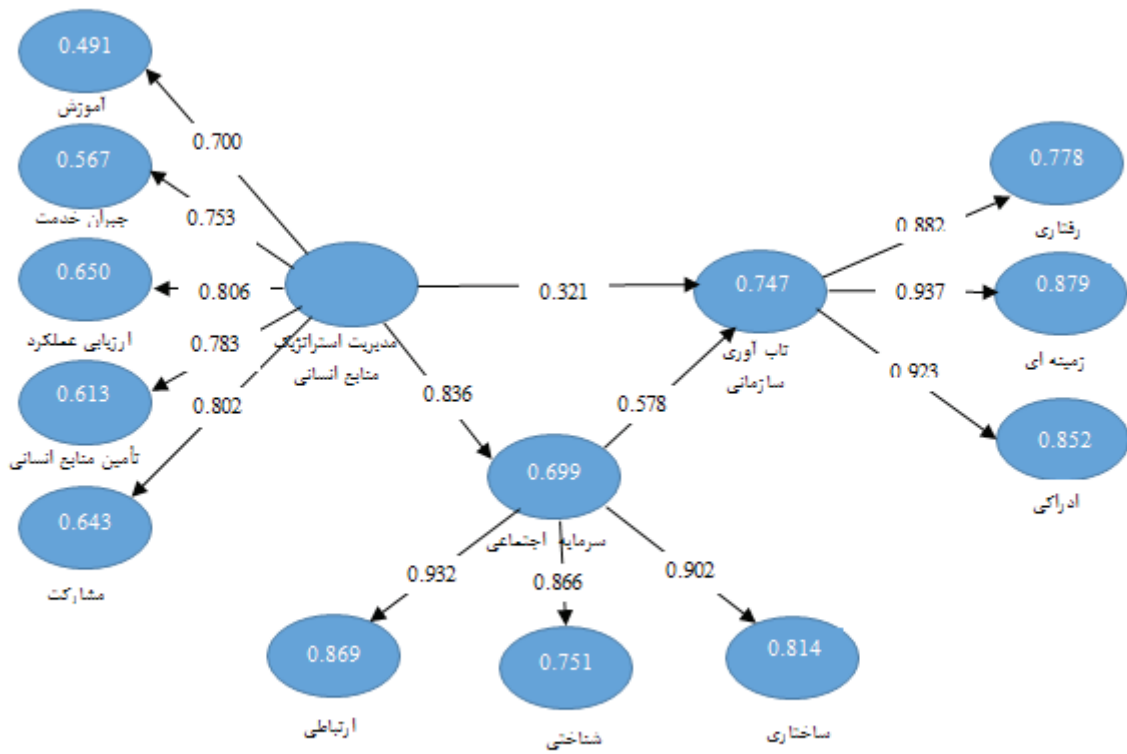 0.491
آموزش
0.700
0.567
جبران خدمت
0.753
0.650
ارزیابی عملکرد
0.806
0.613
تأمین منابع انسانی
0.783
0.643
مشارکت
0.802
مدیریت استراتژیک
منابع انسانی
0.321
0.836
0.747
تاب آوری
سازمانی
0.578
0.699
سرمایه اجتماعی
0.932
0.866
0.902
0.869
ارتباطی
0.751
شناختی
0.814
ساختاری
0.882
0.778
رفتاری
0.937
0.879
زمینه ای
0.923
0.852
ادراکی